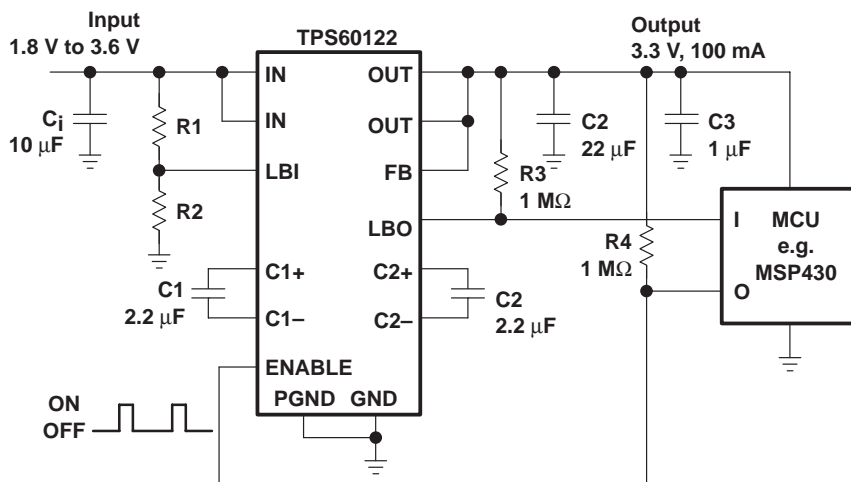 Input
1.8 V to 3.6 V
TPS60122
Output
3.3 V, 100 mA
IN
OUT
Ci
10 μF
R1
IN
OUT
C2
22 μF
C3
1 μF
LBI
FB
R3
1 MΩ
R2
LBO
I
MCU
e.g.
MSP430
R4
1 MΩ
O
C1
2.2 μF
C1+
C2+
C2
2.2 μF
C1–
C2–
ENABLE
PGND GND
ON
OFF